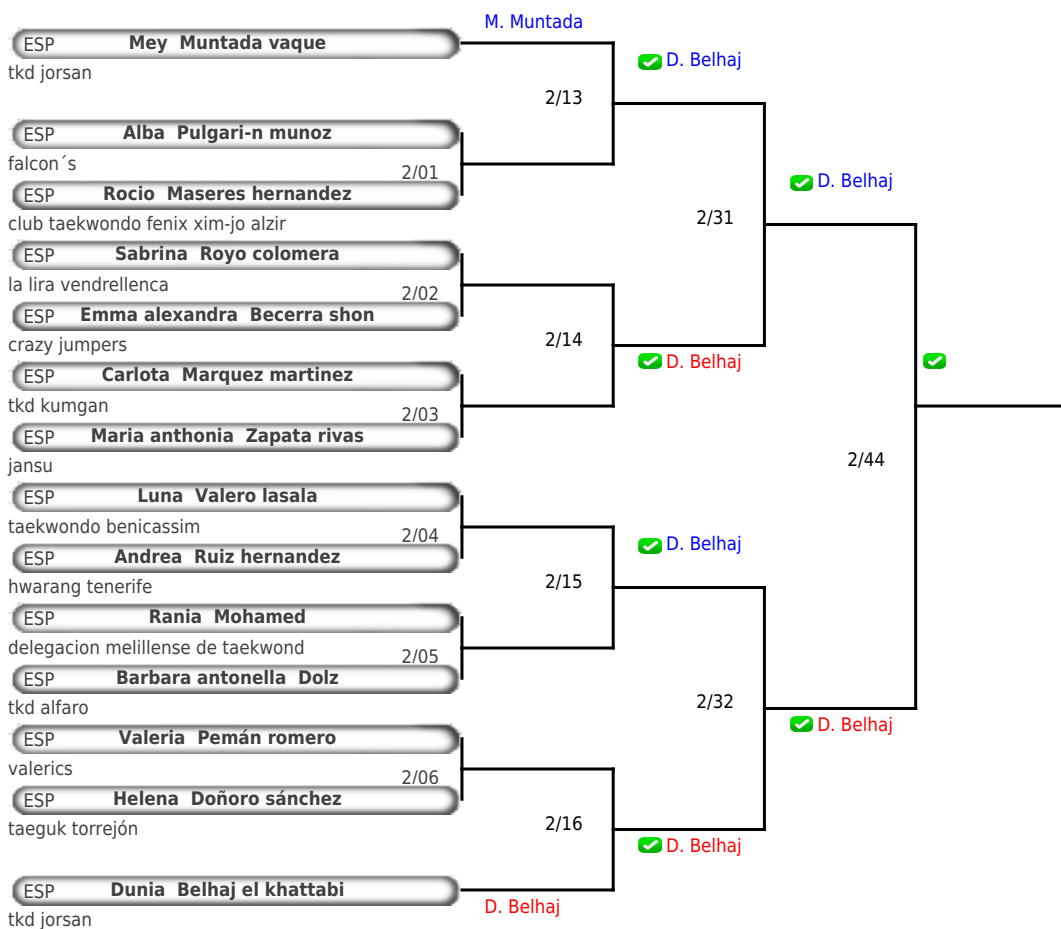 M. Muntada
ESP Mey Muntada vaque
tkd jorsan
D. Belhaj
2/13
ESP Alba Pulgari-n munoz
falcon´s
2/01
ESP Rocio Maseres hernandez
club taekwondo fenix xim-jo alzir
D. Belhaj
2/31
ESP Sabrina Royo colomera
la lira vendrellenca
2/02
ESP Emma alexandra Becerra shon
crazy jumpers
2/14
D. Belhaj
ESP Carlota Marquez martinez
tkd kumgan
2/03
ESP Maria anthonia Zapata rivas
jansu
2/44
ESP Luna Valero lasala
taekwondo benicassim
2/04
ESP Andrea Ruiz hernandez
hwarang tenerife
D. Belhaj
2/15
ESP Rania Mohamed
delegacion melillense de taekwond
2/05
ESP Barbara antonella Dolz
tkd alfaro
2/32
D. Belhaj
ESP Valeria Pemán romero
valerics
2/06
ESP Helena Doñoro sánchez
taeguk torrejón
2/16
D. Belhaj
ESP Dunia Belhaj el khattabi
tkd jorsan
D. Belhaj